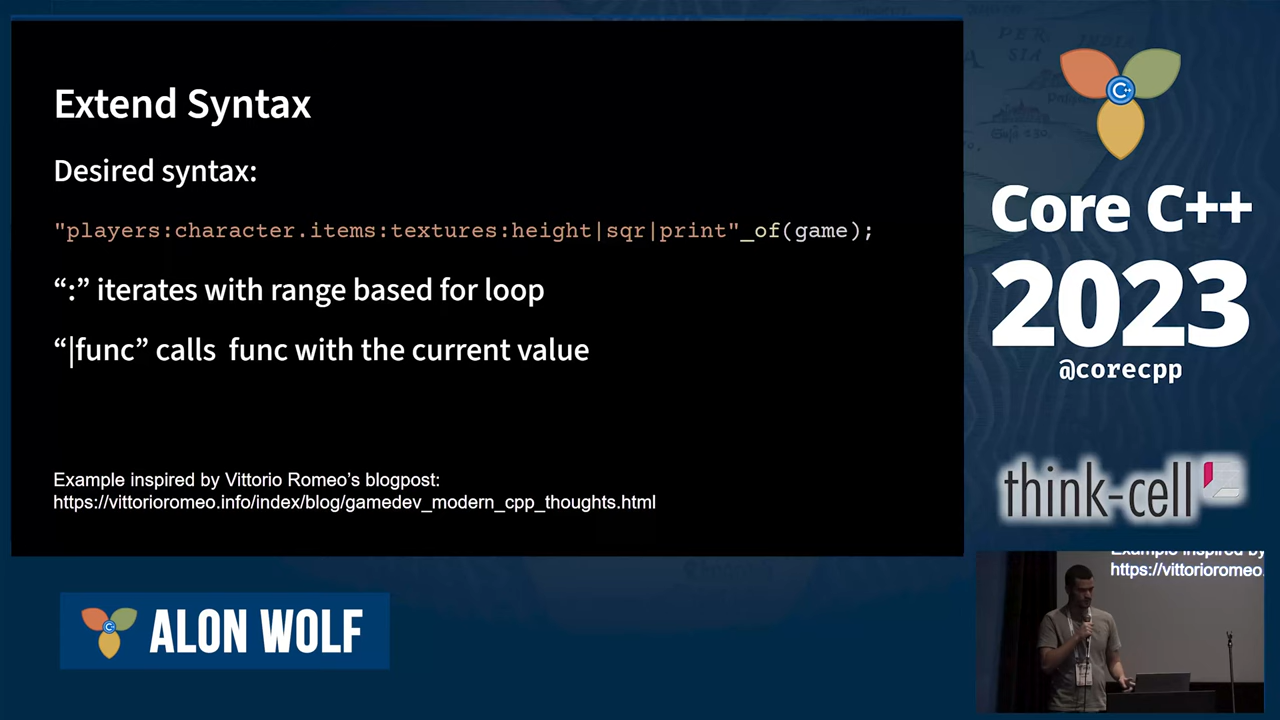 Extend Syntax
Desired syntax:
"players:character.items:textures:height|sqr|print"_of(game);
“:” iterates with range based for loop
“|func” calls  func with the current value
Example inspired by Vittorio Romeo’s blogpost:
https://vittorioromeo.info/index/blog/gamedev_modern_cpp_thoughts.html
C++
Core C++
2023
@corecpp
think-cell
Example inspired by
https://vittorioromeo.
ALON WOLF